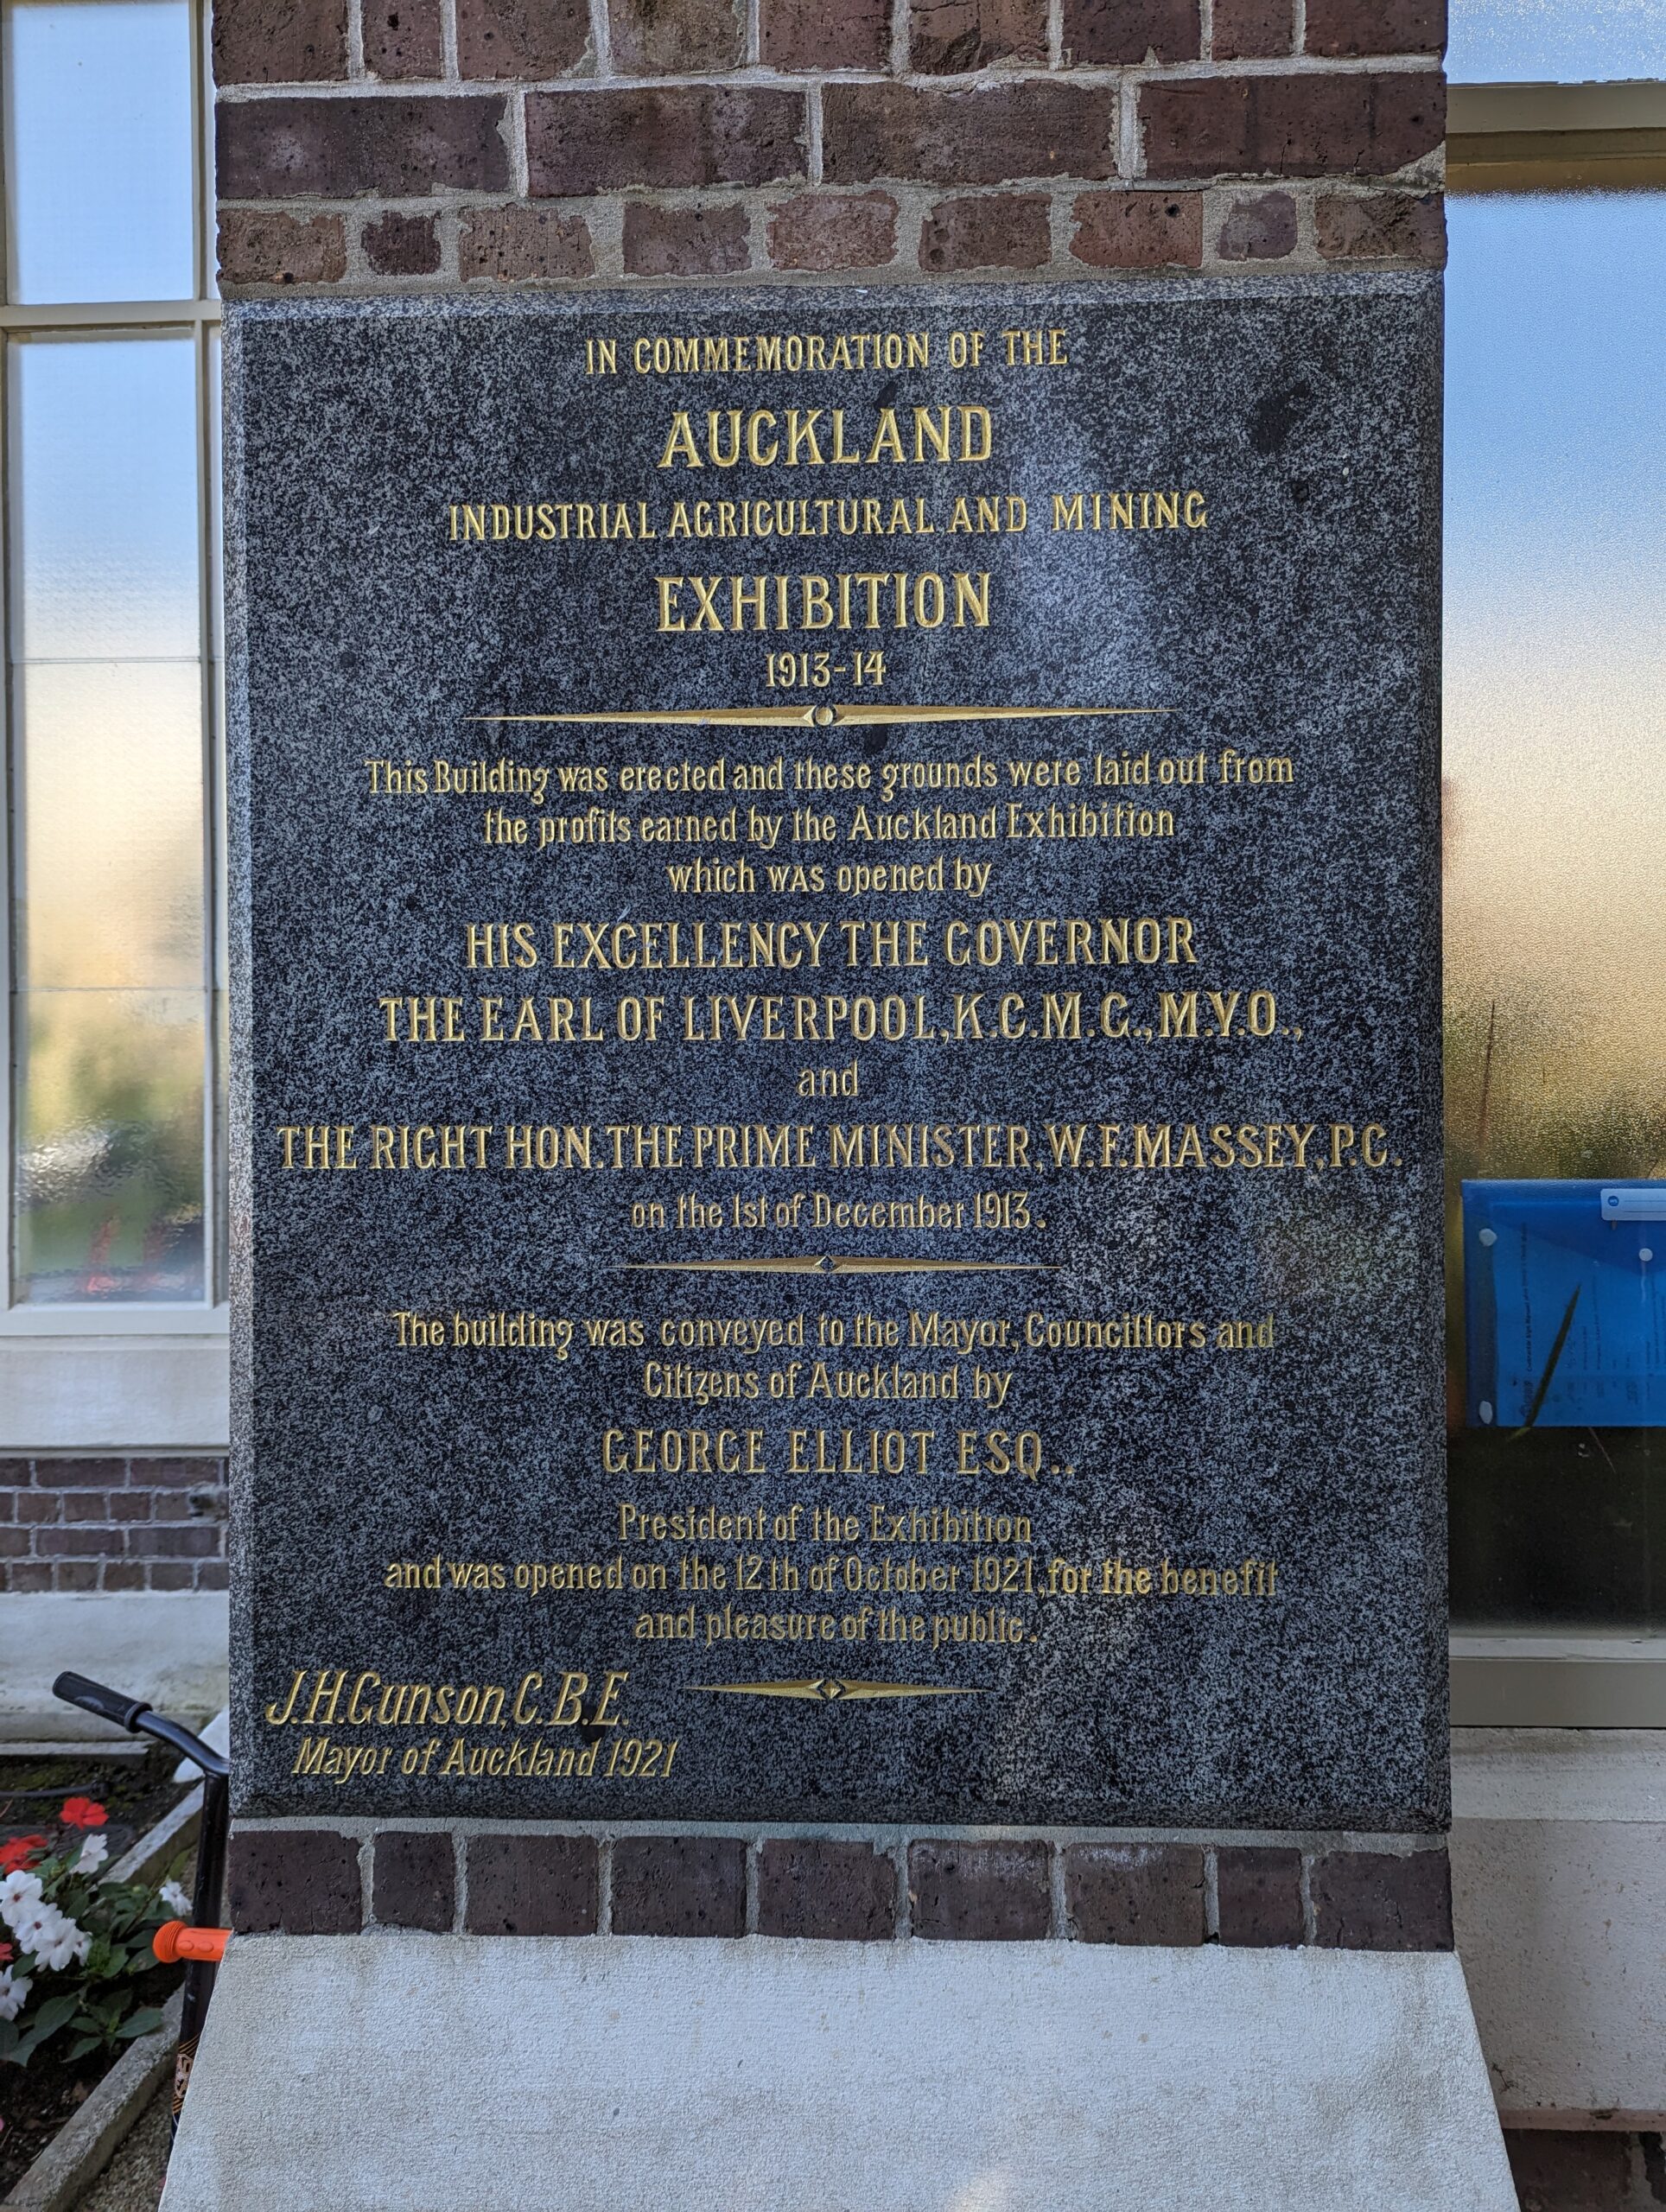 IN COMMEMORATION OF THE
AUCKLAND
INDUSTRIAL AGRICULTURAL AND MINING
EXHIBITION
1913-14
This Building was erected and these grounds were laid out from
the profits earned by the Auckland Exhibition
which was opened by
HIS EXCELLENCY THE GOVERNOR
THE EARL OF LIVERPOOL, K.C.M.G., M.V.O.,
and
THE RIGHT HON. THE PRIME MINISTER, W.F. MASSEY, P.C.
on the 1st of December 1913.
The building was conveyed to the Mayor, Councillors and
Citizens of Auckland by
GEORGE ELLIOT ESQ..
President of the Exhibition
and was opened on the 12th of October 1921, for the benefit
and pleasure of the public.
J.H. Gunson, C.B.E.
Mayor of Auckland 1921